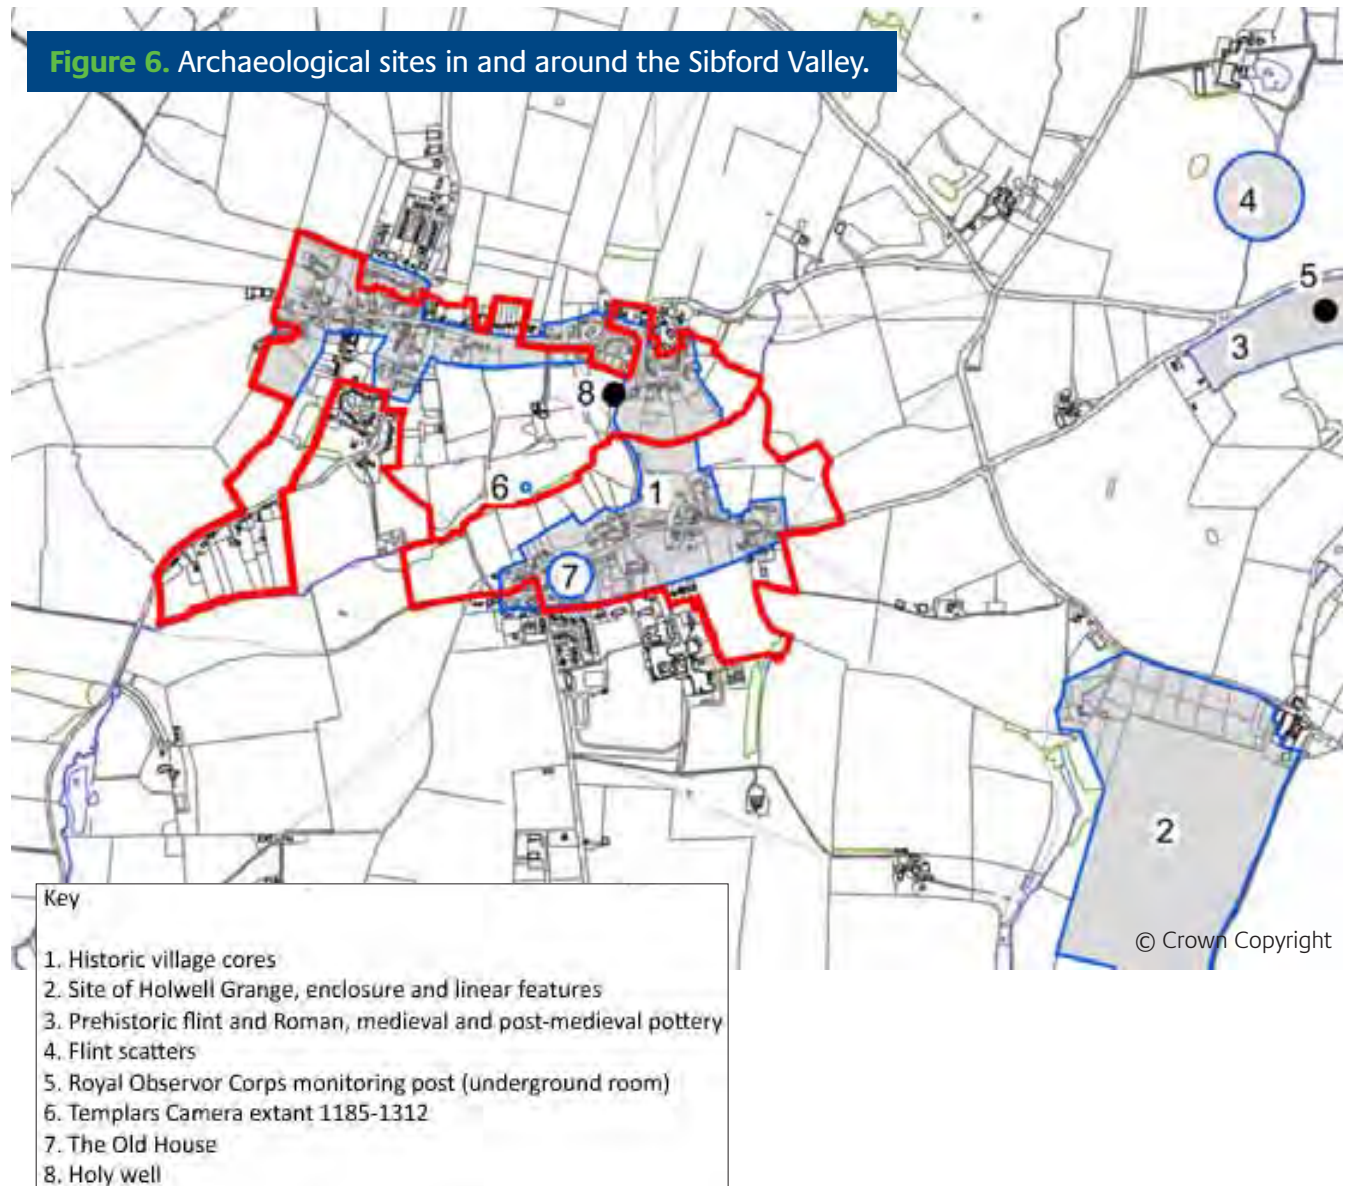 Figure 6. Archaeological sites in and around the Sibford Valley.
4
5
3
8
6
1
7
2
© Crown Copyright
Key
1. Historic village cores
2. Site of Holwell Grange, enclosure and linear features
3. Prehistoric flint and Roman, medieval and post-medieval pottery
4. Flint scatters
5. Royal Observor Corps monitoring post (underground room)
6. Templars Camera extant 1185-1312
7. The Old House
8. Holy well